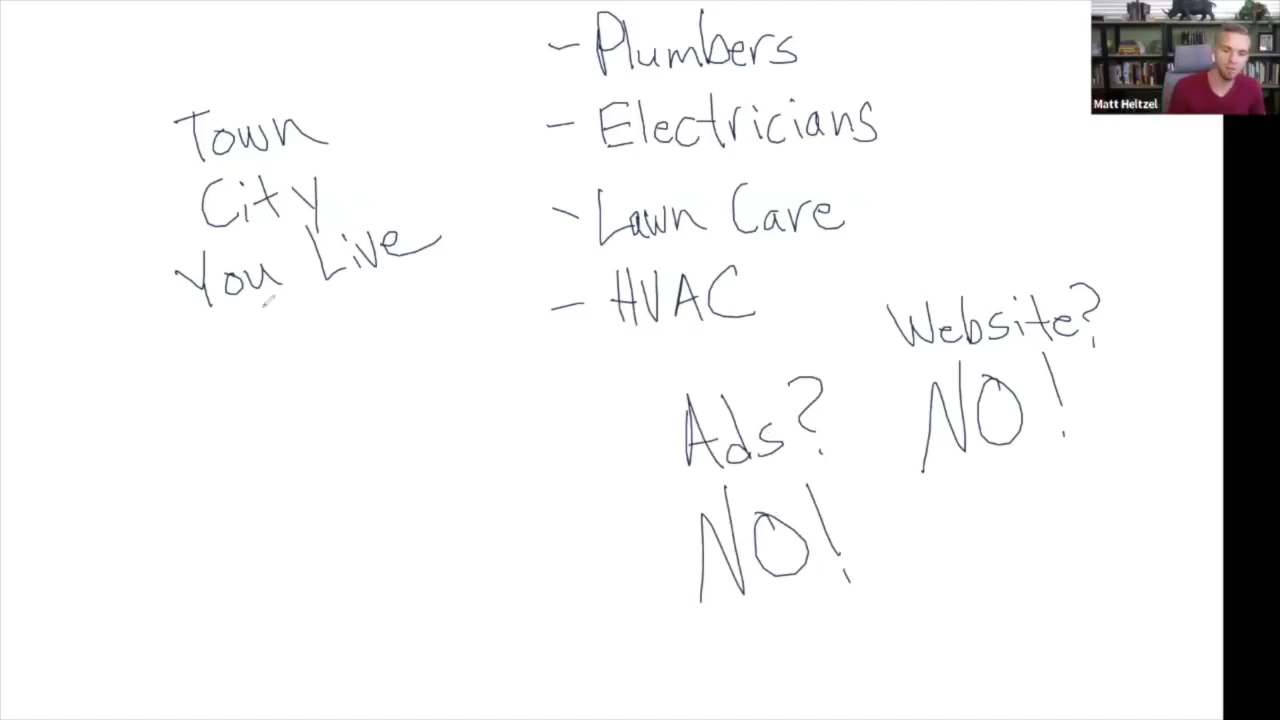 - Plumbers
- Electricians
- Lawn Care
- HVAC
Town
City
You Live
Website?
NO!
Ads?
NO!
Matt Heltzel